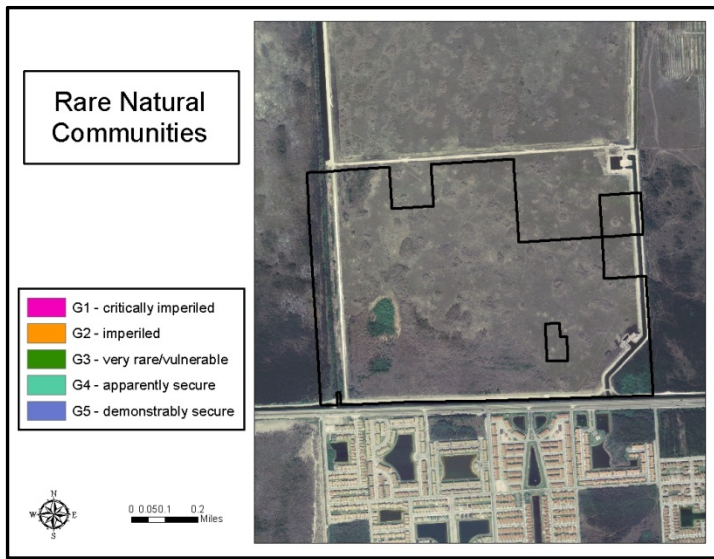 Rare Natural
Communities
G1 - critically imperiled
G2 - imperiled
G3 - very rare/vulnerable
G4 - apparently secure
G5 - demonstrably secure
N
W E
S
0 0.050.1 0.2
Miles